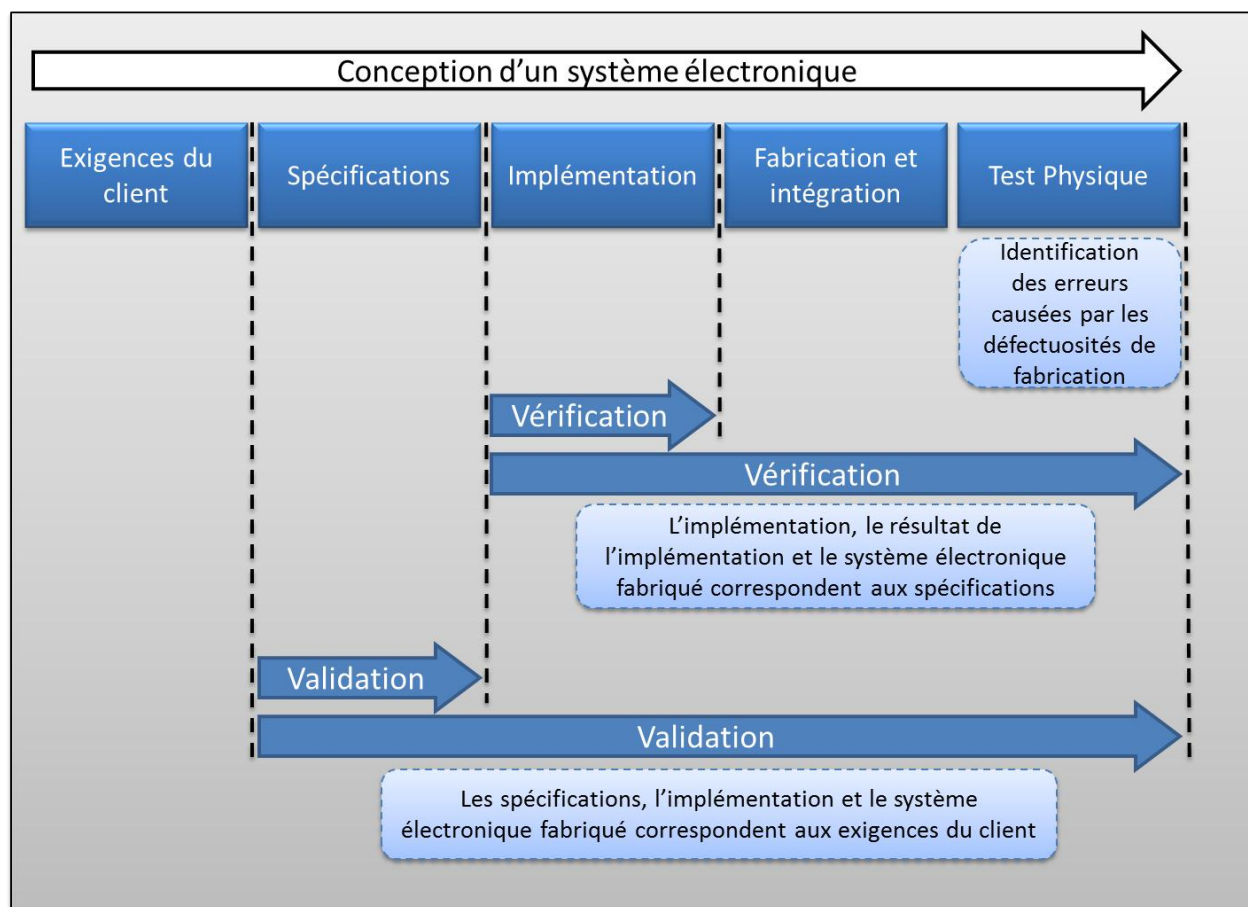 Conception d'un système électronique
Exigences du
client
Spécifications
Implémentation
Fabrication et
intégration
Test Physique
Identification
des erreurs
causées par les
défectuosités de
fabrication
Vérification
Vérification
L'implémentation, le résultat de
l'implémentation et le système électronique
fabriqué correspondent aux spécifications
Validation
Validation
Les spécifications, l'implémentation et le système
électronique fabriqué correspondent aux exigences du client